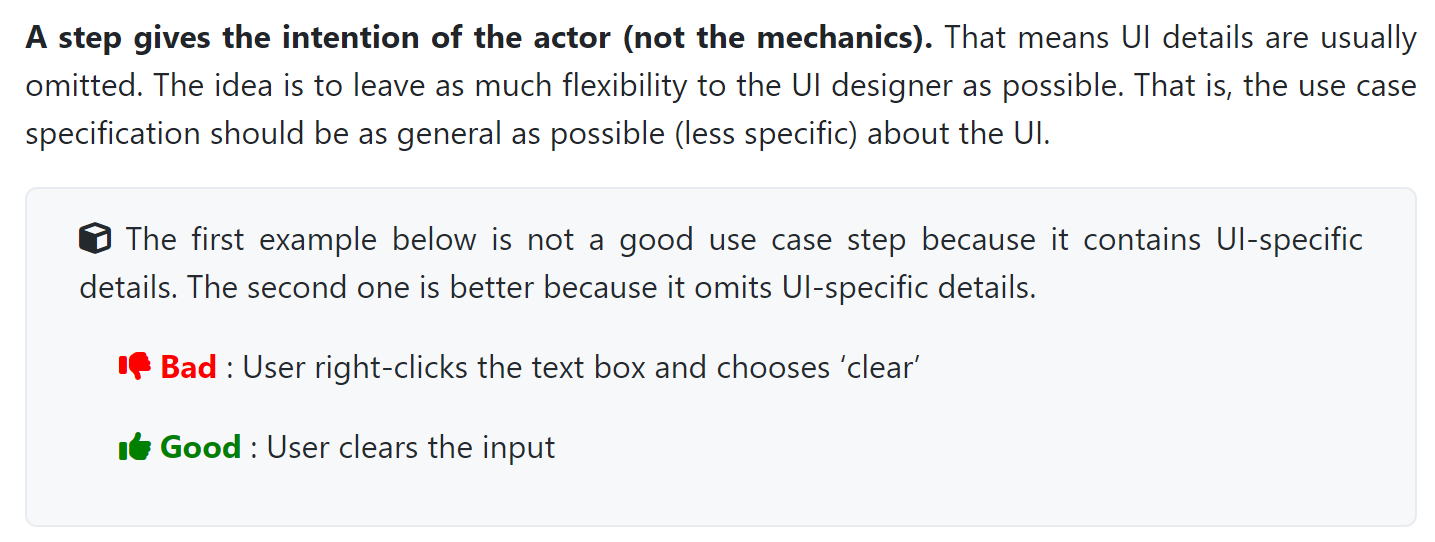 A step gives the intention of the actor (not the mechanics). That means UI details are usually
omitted. The idea is to leave as much flexibility to the UI designer as possible. That is, the use case
specification should be as general as possible (less specific) about the UI.
The first example below is not a good use case step because it contains UI-specific
details. The second one is better because it omits UI-specific details.
Bad : User right-clicks the text box and chooses ‘clear’
Good : User clears the input